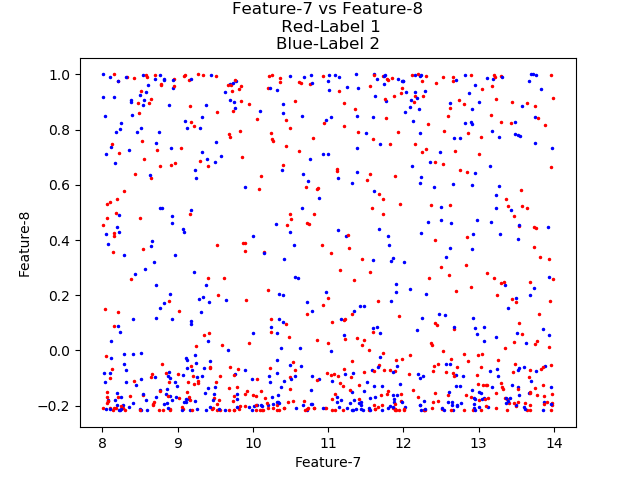 Feature-7 vs Feature-8
Red-Label 1
Blue-Label 2
1.0
0.8
0.6
0.4
0.2
0.0
−0.2
Feature-8
8 9 10 11 12 13 14
Feature-7